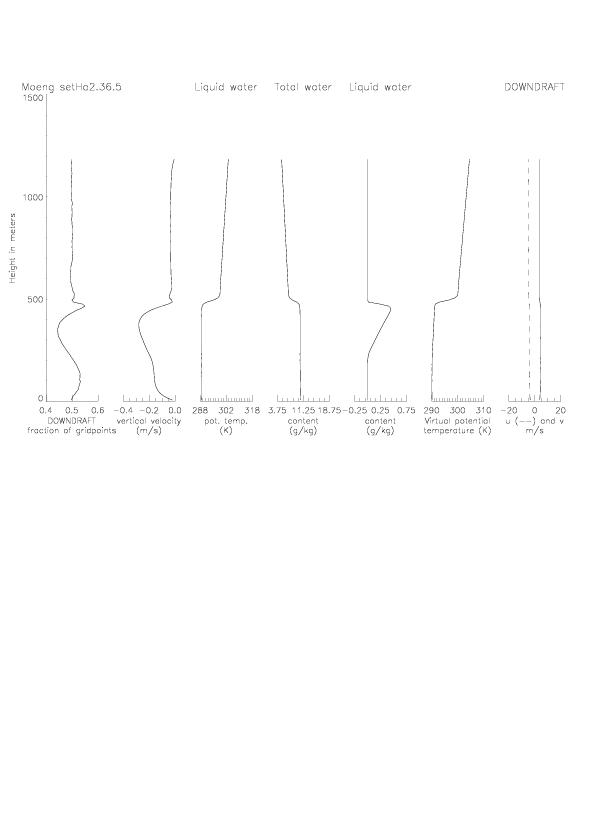 Moeng setHa2.36.5 Liquid water Total water Liquid water DOWNDRAFT
1500
1000
Height in meters
500
0
0.4 0.5 0.6 -0.4 -0.2 0.0 288 302 318 3.75 11.25 18.75 -0.25 0.25 0.75 290 300 310 -20 0 20
DOWNDRAFT vertical velocity pot. temp. content content Virtual potential u (--) and v
fraction of gridpoints (m/s) (K) (g/kg) (g/kg) temperature (K) m/s